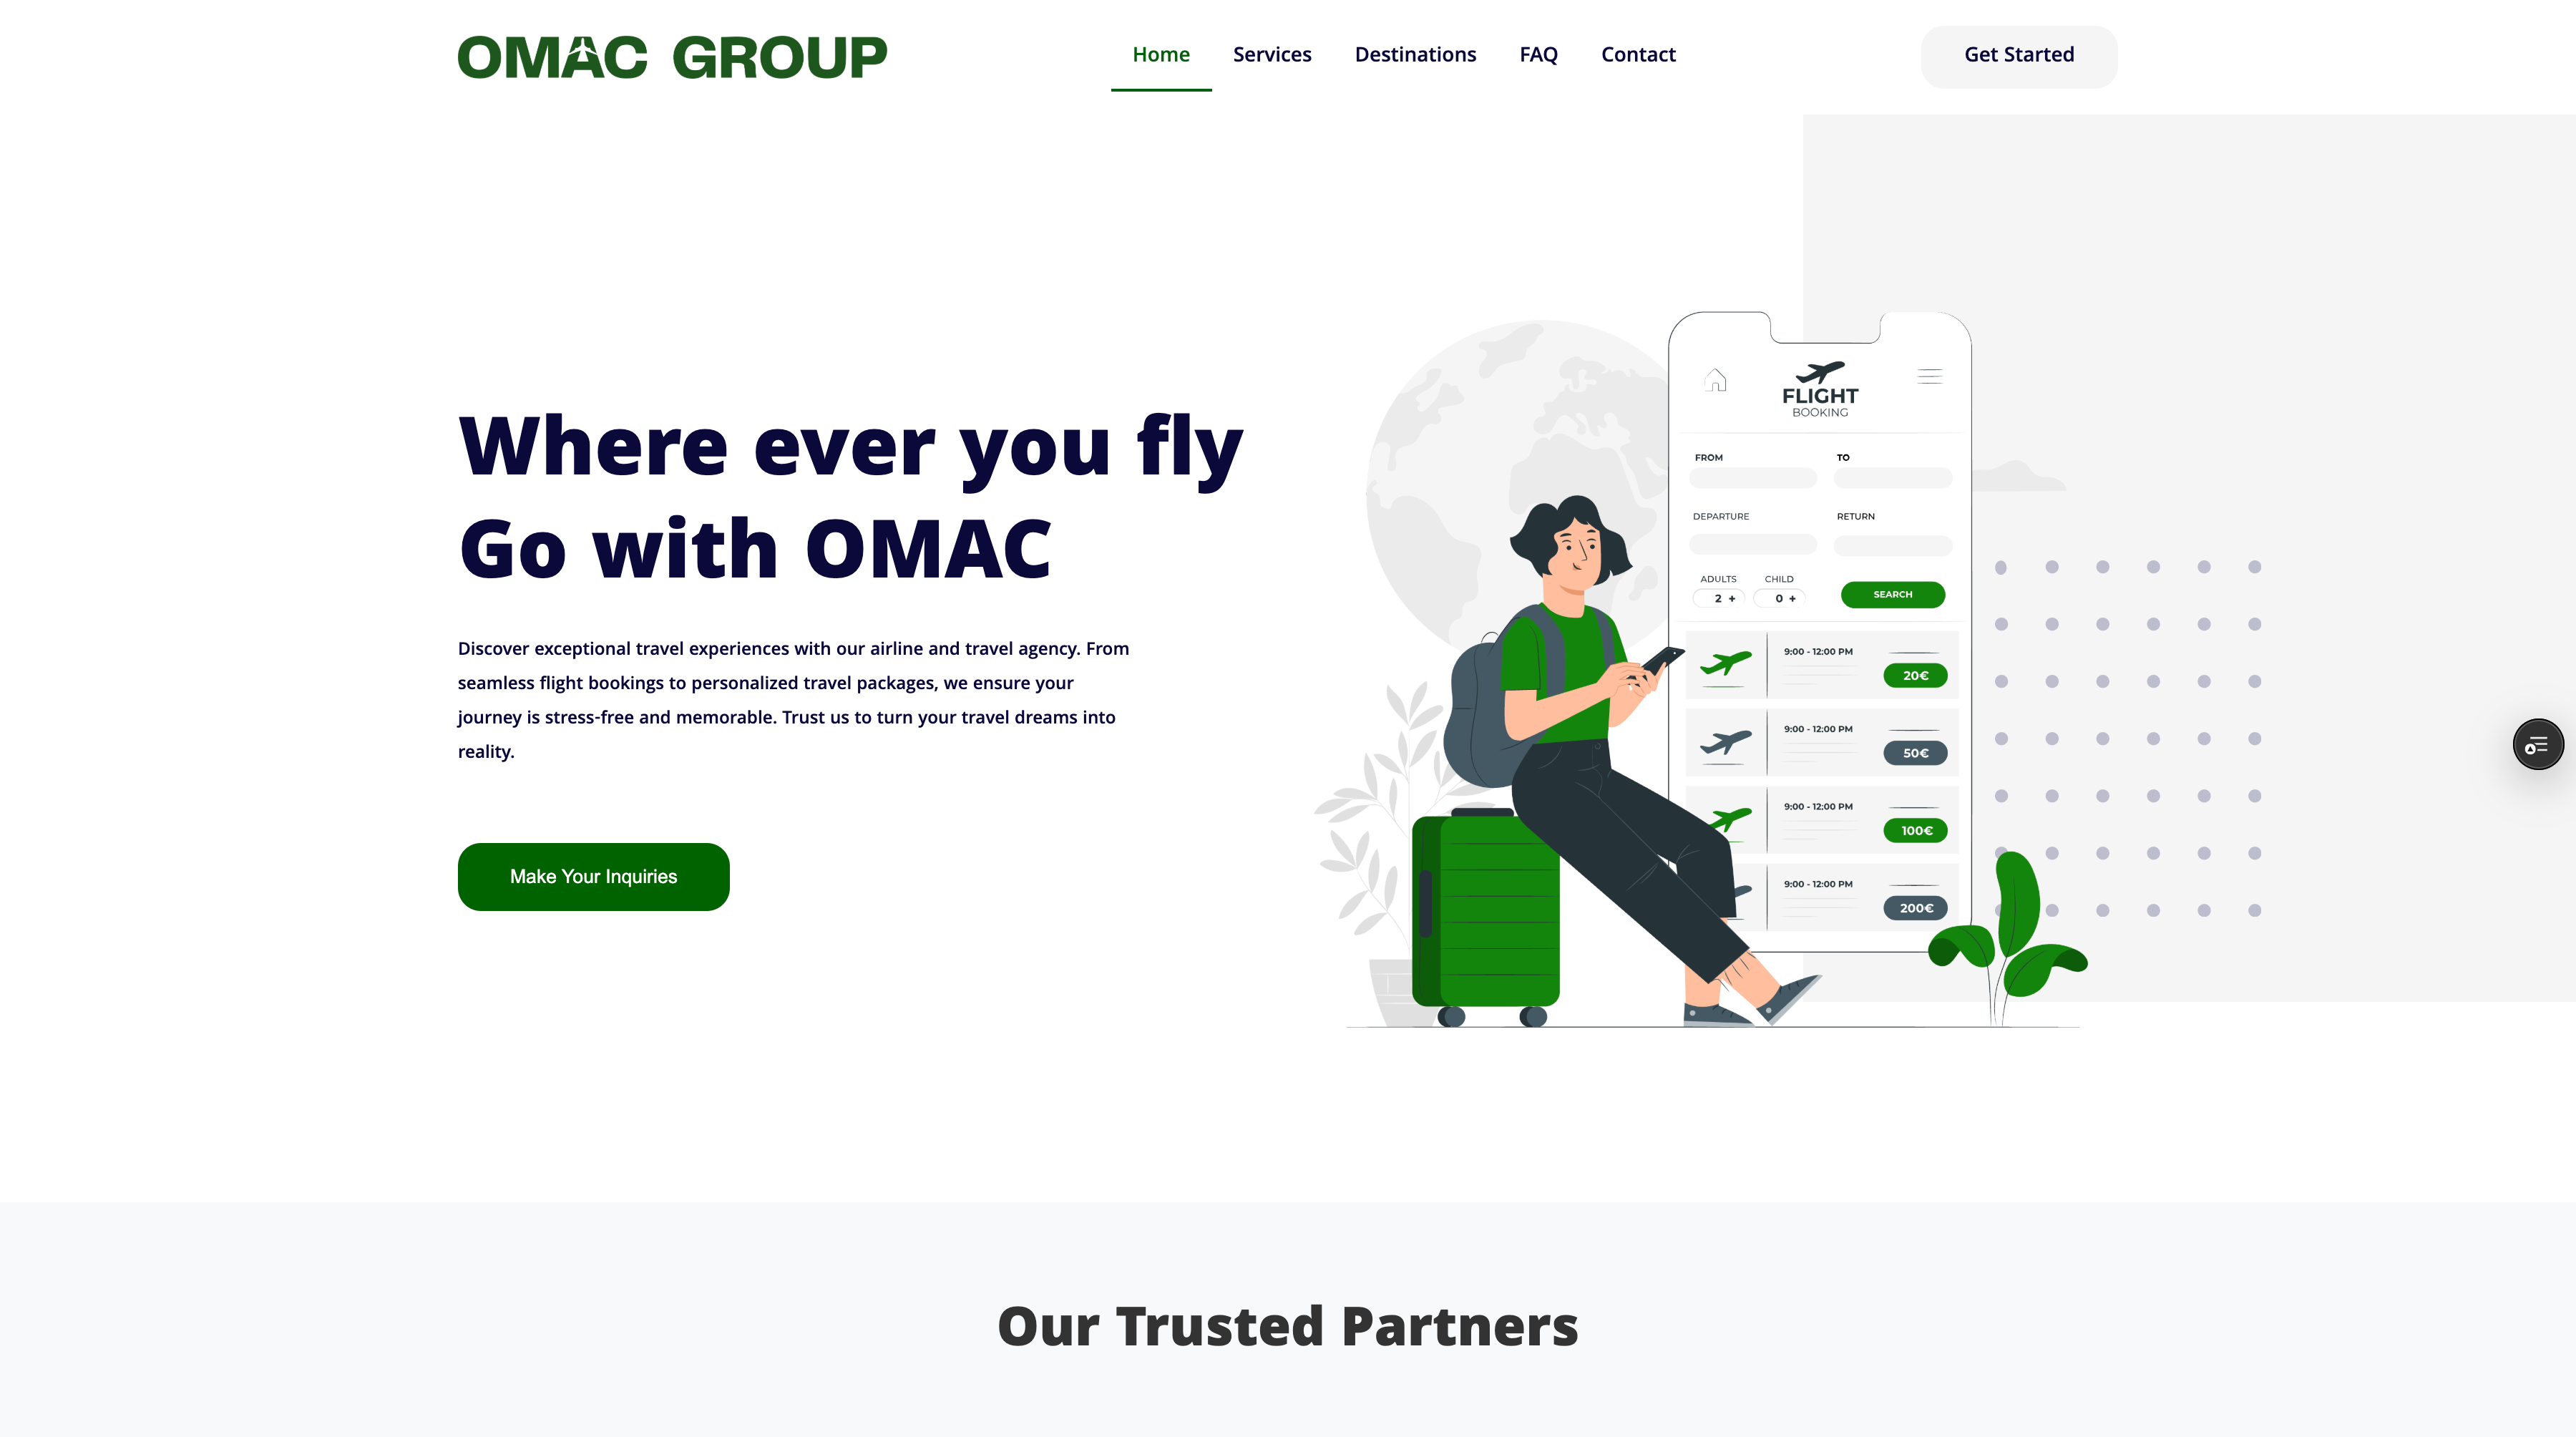 OMAC GROUP
Home Services Destinations FAQ Contact
Get Started
Where ever you fly
Go with OMAC
Discover exceptional travel experiences with our airline and travel agency. From
seamless flight bookings to personalized travel packages, we ensure your
journey is stress-free and memorable. Trust us to turn your travel dreams into
reality.
Make Your Inquiries
FLIGHT
BOOKING
FROM TO
DEPARTURE RETURN
ADULTS CHILD
2 + 0 + SEARCH
9:00 - 12:00 PM
20€
9:00 - 12:00 PM
50€
9:00 - 12:00 PM
100€
9:00 - 12:00 PM
200€
Our Trusted Partners